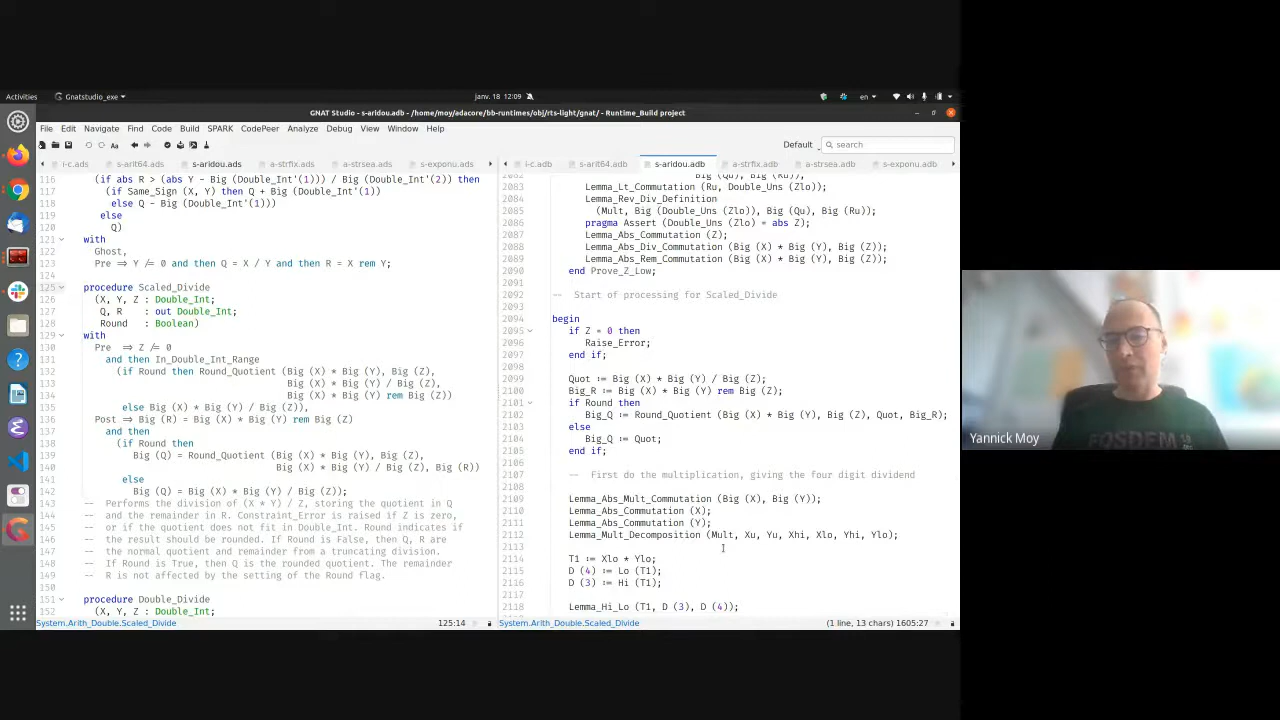 Activities
Gnatstudio_exe
janv. 18 12:09
en
GNAT Studio - s-aridou.adb - /home/moy/adacore/bb-runtimes/obj/rts-light/gnat/ - Runtime_Build project
File Edit Navigate Find Code Build SPARK CodePeer Analyze Debug View Window Help
Default
search
i-c.ads s-arit64.ads s-aridou.ads a-strfix.ads a-strsea.ads s-exponu.ads
116 (if abs R > (abs Y - Big (Double_Int'(1))) / Big (Double_Int'(2)) then
117 (if Same_Sign (X, Y) then Q + Big (Double_Int'(1))
118 else Q - Big (Double_Int'(1)))
119 else
120 Q)
121 with
122 Ghost,
123 Pre => Y /= 0 and then Q = X / Y and then R = X rem Y;
124
125 procedure Scaled_Divide
126 (X, Y, Z : Double_Int;
127 Q, R : out Double_Int;
128 Round : Boolean)
129 with
130 Pre => Z /= 0
131 and then In_Double_Int_Range
132 (if Round then Round_Quotient (Big (X) * Big (Y), Big (Z),
133 Big (X) * Big (Y) / Big (Z),
134 Big (X) * Big (Y) rem Big (Z))
135 else Big (X) * Big (Y) / Big (Z)),
136 Post => Big (R) = Big (X) * Big (Y) rem Big (Z)
137 and then
138 (if Round then
139 Big (Q) = Round_Quotient (Big (X) * Big (Y), Big (Z),
140 Big (X) * Big (Y) / Big (Z), Big (R))
141 else
142 Big (Q) = Big (X) * Big (Y) / Big (Z));
143 -- Performs the division of (X * Y) / Z, storing the quotient in Q
144 -- and the remainder in R. Constraint_Error is raised if Z is zero,
145 -- or if the quotient does not fit in Double_Int. Round indicates if
146 -- the result should be rounded. If Round is False, then Q, R are
147 -- the normal quotient and remainder from a truncating division.
148 -- If Round is True, then Q is the rounded quotient. The remainder
149 -- R is not affected by the setting of the Round flag.
150
151 procedure Double_Divide
152 (X, Y, Z : Double_Int;
System.Arith_Double.Scaled_Divide
125:14
i-c.adb s-arit64.adb s-aridou.adb a-strfix.adb a-strsea.adb s-exponu.adb
2082 Big (Qu), Big (Ru));
2083 Lemma_Lt_Commutation (Ru, Double_Uns (Zlo));
2084 Lemma_Rev_Div_Definition
2085 (Mult, Big (Double_Uns (Zlo)), Big (Qu), Big (Ru));
2086 pragma Assert (Double_Uns (Zlo) = abs Z);
2087 Lemma_Abs_Commutation (Z);
2088 Lemma_Abs_Div_Commutation (Big (X) * Big (Y), Big (Z));
2089 Lemma_Abs_Rem_Commutation (Big (X) * Big (Y), Big (Z));
2090 end Prove_Z_Low;
2091
2092 -- Start of processing for Scaled_Divide
2093
2094 begin
2095 if Z = 0 then
2096 Raise_Error;
2097 end if;
2098
2099 Quot := Big (X) * Big (Y) / Big (Z);
2100 Big_R := Big (X) * Big (Y) rem Big (Z);
2101 if Round then
2102 Big_Q := Round_Quotient (Big (X) * Big (Y), Big (Z), Quot, Big_R);
2103 else
2104 Big_Q := Quot;
2105 end if;
2106
2107 -- First do the multiplication, giving the four digit dividend
2108
2109 Lemma_Abs_Mult_Commutation (Big (X), Big (Y));
2110 Lemma_Abs_Commutation (X);
2111 Lemma_Abs_Commutation (Y);
2112 Lemma_Mult_Decomposition (Mult, Xu, Yu, Xhi, Xlo, Yhi, Ylo);
2113
2114 T1 := Xlo * Ylo;
2115 D (4) := Lo (T1);
2116 D (3) := Hi (T1);
2117
2118 Lemma_Hi_Lo (T1, D (3), D (4));
System.Arith_Double.Scaled_Divide
(1 line, 13 chars) 1605:27
FOSDEM
Yannick Moy